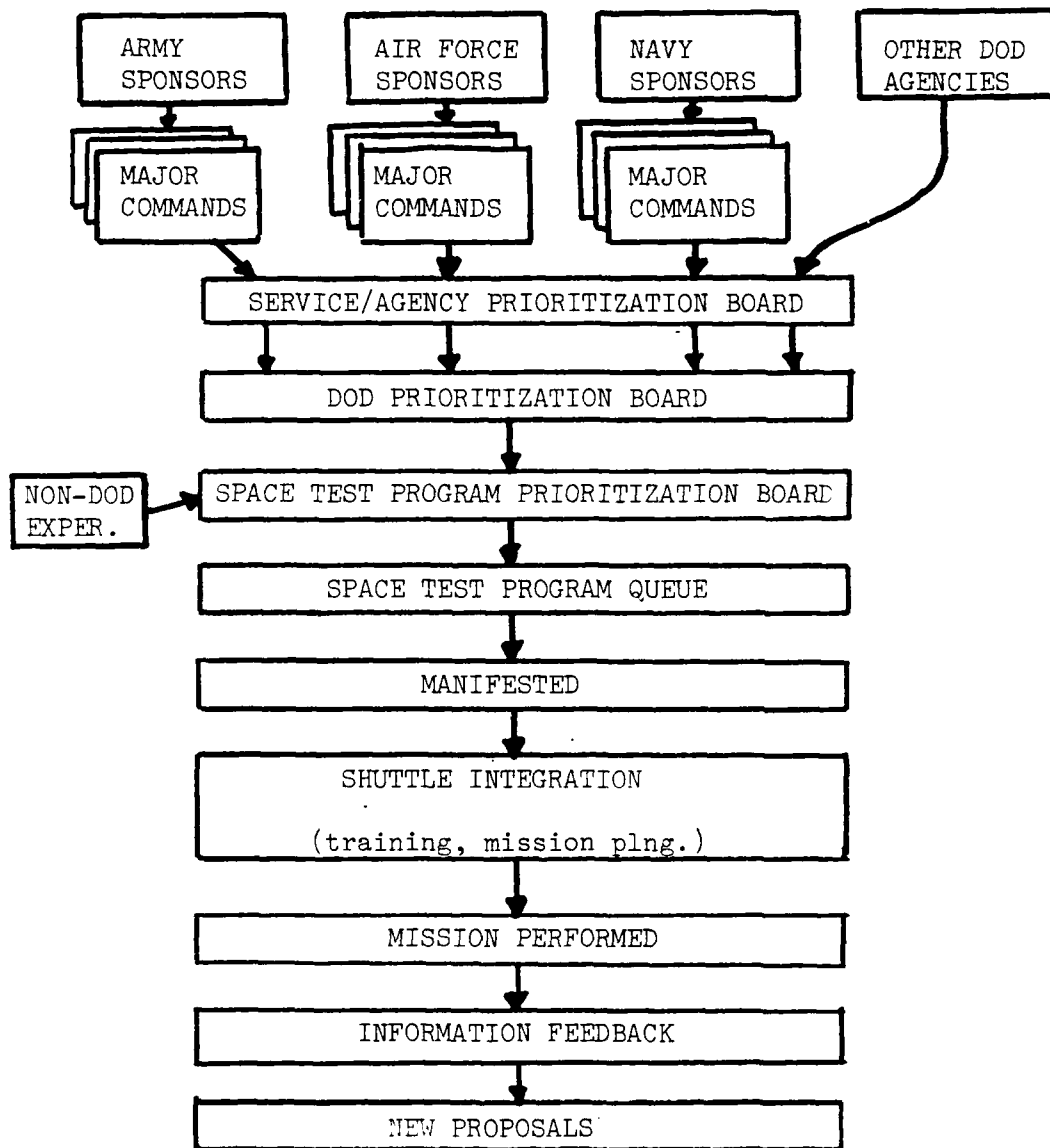 ARMY
SPONSORS
AIR FORCE
SPONSORS
NAVY
SPONSORS
OTHER DOD
AGENCIES
MAJOR
COMMANDS
MAJOR
COMMANDS
MAJOR
COMMANDS
SERVICE/AGENCY PRIORITIZATION BOARD
DOD PRIORITIZATION BOARD
NON-DOD
EXPER.
SPACE TEST PROGRAM PRIORITIZATION BOARD
SPACE TEST PROGRAM QUEUE
MANIFESTED
SHUTTLE INTEGRATION
(training, mission plng.)
MISSION PERFORMED
INFORMATION FEEDBACK
NEW PROPOSALS